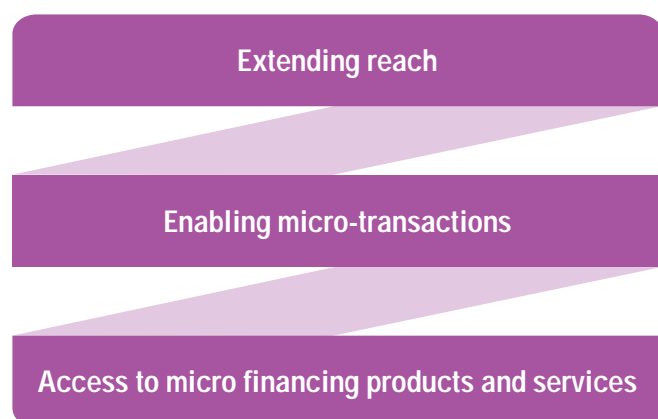 Extending reach
Enabling micro-transactions
Access to micro financing products and services